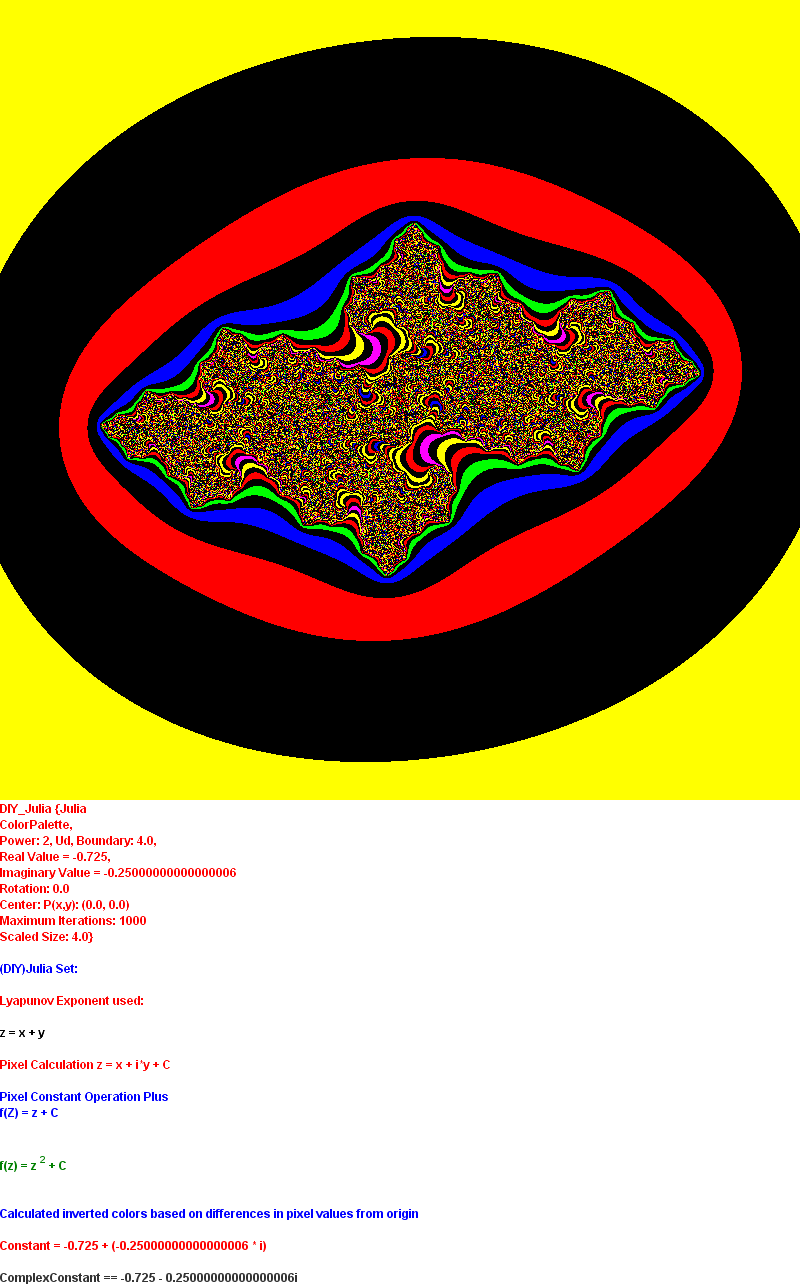 DIY_Julia {Julia
ColorPalette,
Power: 2, Ud, Boundary: 4.0,
Real Value = -0.725,
Imaginary Value = -0.25000000000000006
Rotation: 0.0
Center: P(x,y): (0.0, 0.0)
Maximum Iterations: 1000
Scaled Size: 4.0}
(DIY)Julia Set:
Lyapunov Exponent used:
z = x + y
Pixel Calculation z = x + i*y + C
Pixel Constant Operation Plus
f(Z) = z + C
f(z) = z 2 + C
Calculated inverted colors based on differences in pixel values from origin
Constant = -0.725 + (-0.25000000000000006 * i)
ComplexConstant == -0.725 - 0.25000000000000006i